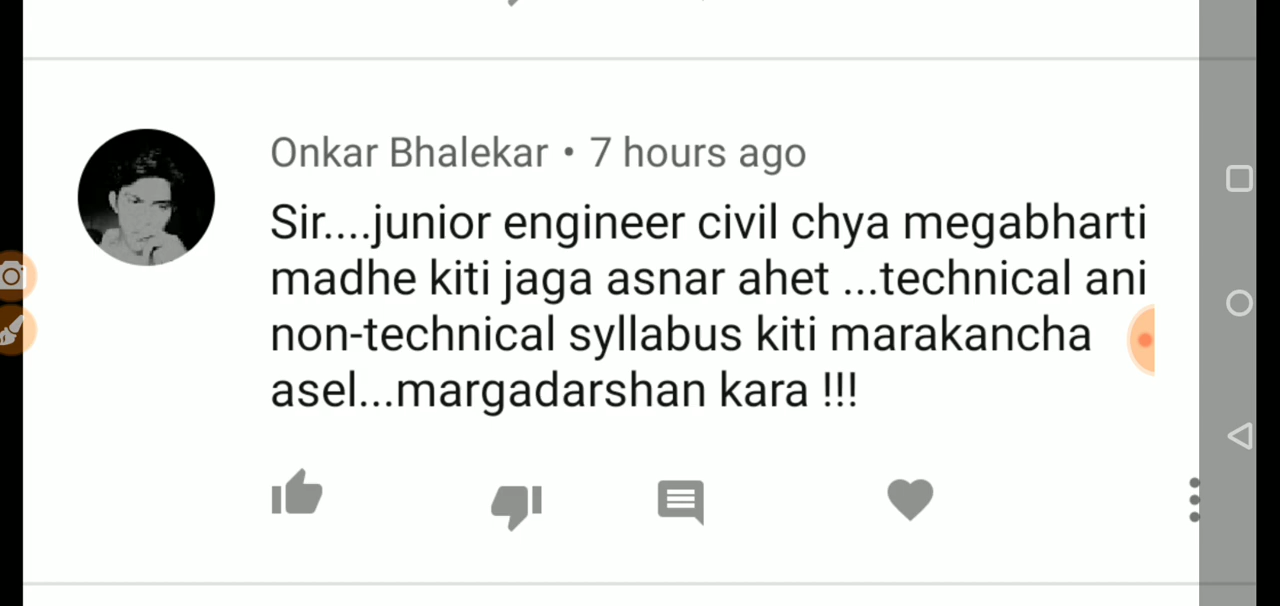 Onkar Bhalekar • 7 hours ago
Sir....junior engineer civil chya megabharti
madhe kiti jaga asnar ahet ...technical ani
non-technical syllabus kiti marakancha
asel...margadarshan kara !!!